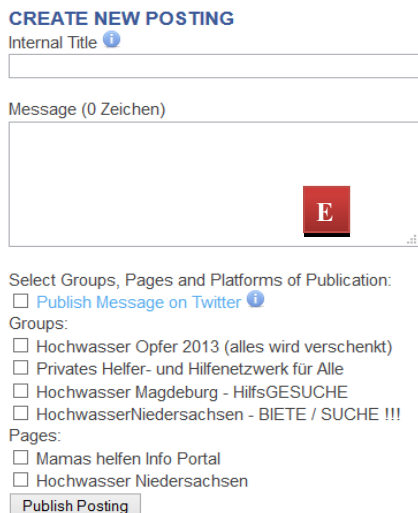 CREATE NEW POSTING
Internal Title i
Message (0 Zeichen)
E
Select Groups, Pages and Platforms of Publication:
Publish Message on Twitter i
Groups:
Hochwasser Opfer 2013 (alles wird verschenkt)
Privates Helfer- und Hilfenetzwerk für Alle
Hochwasser Magdeburg - HilfsGESUCHE
HochwasserNiedersachsen - BIETE / SUCHE !!!
Pages:
Mamas helfen Info Portal
Hochwasser Niedersachsen
Publish Posting